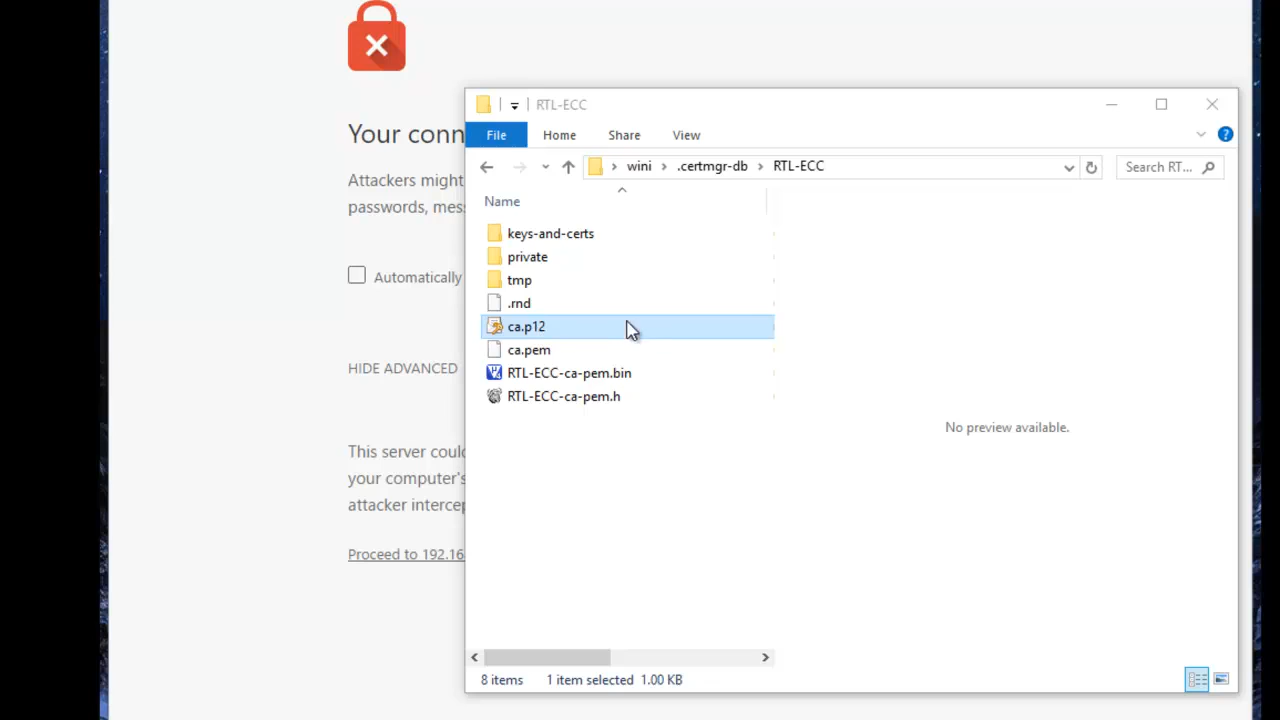 Your conn
Attackers might
passwords, mes
Automatically
HIDE ADVANCED
This server could
your computer's
attacker intercep
Proceed to 192.16
RTL-ECC
File Home Share View
wini .certmgr-db RTL-ECC Search RT...
Name
keys-and-certs
private
tmp
.rnd
ca.p12
ca.pem
RTL-ECC-ca-pem.bin
RTL-ECC-ca-pem.h
No preview available.
8 items 1 item selected 1.00 KB